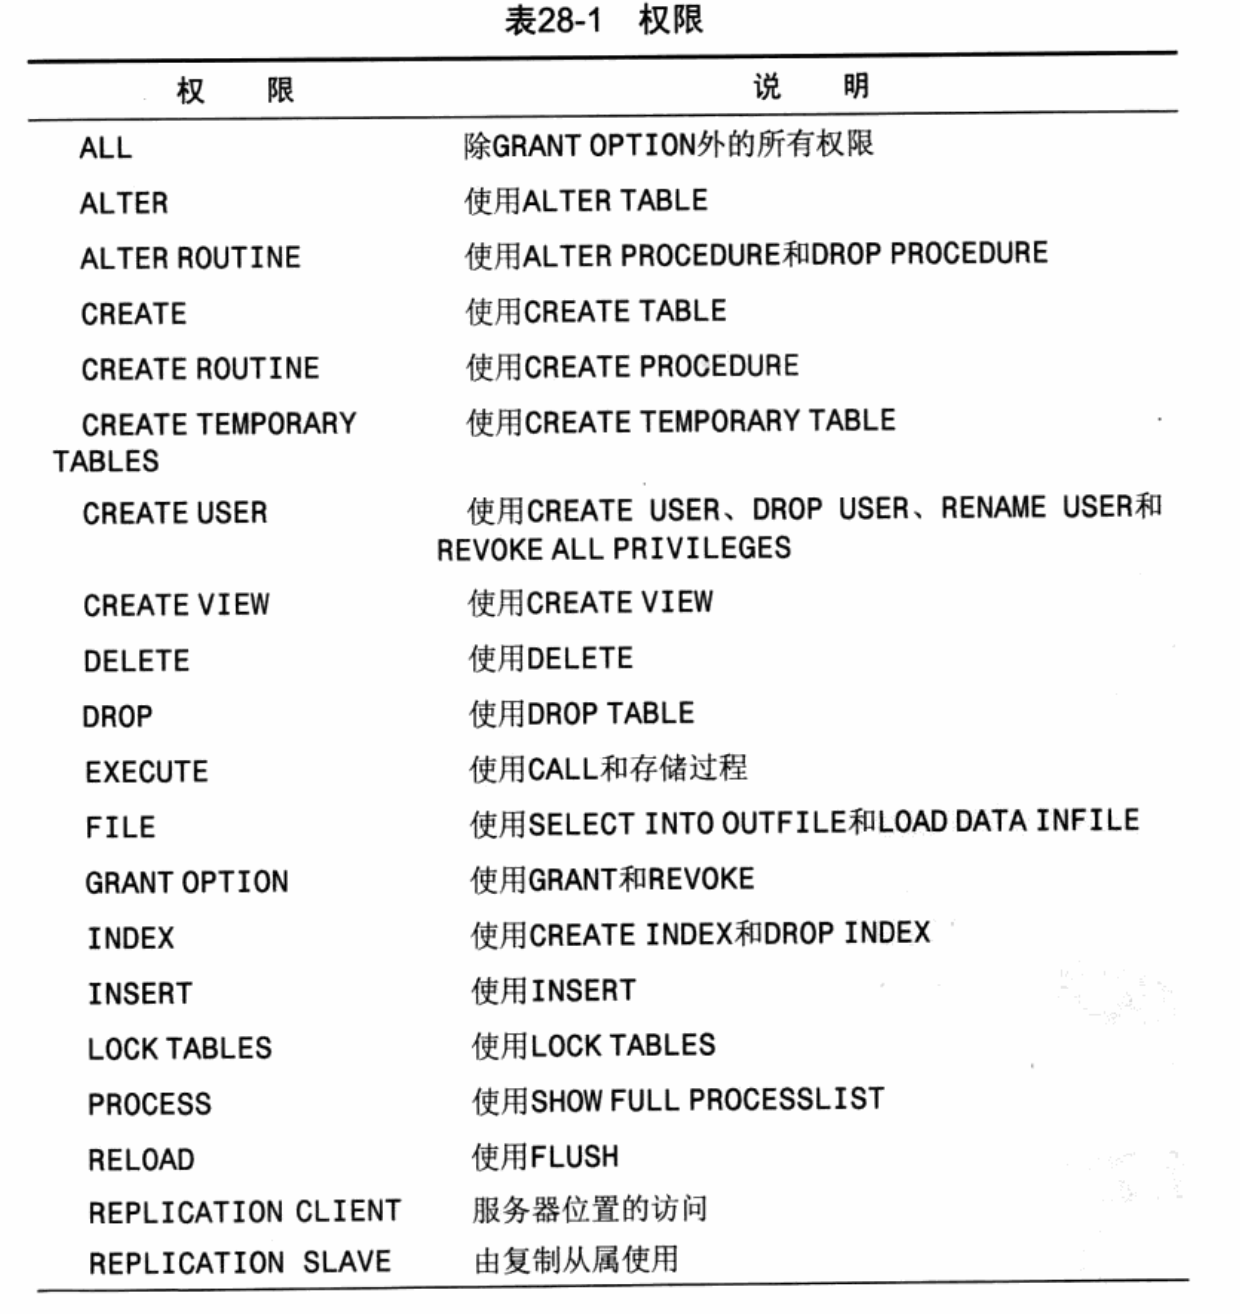 表28-1 权限
权 限 说 明
ALL 除GRANT OPTION外的所有权限
ALTER 使用ALTER TABLE
ALTER ROUTINE 使用ALTER PROCEDURE和DROP PROCEDURE
CREATE 使用CREATE TABLE
CREATE ROUTINE 使用CREATE PROCEDURE
CREATE TEMPORARY 使用CREATE TEMPORARY TABLE
TABLES
CREATE USER 使用CREATE USER、DROP USER、RENAME USER和
REVOKE ALL PRIVILEGES
CREATE VIEW 使用CREATE VIEW
DELETE 使用DELETE
DROP 使用DROP TABLE
EXECUTE 使用CALL和存储过程
FILE 使用SELECT INTO OUTFILE和LOAD DATA INFILE
GRANT OPTION 使用GRANT和REVOKE
INDEX 使用CREATE INDEX和DROP INDEX
INSERT 使用INSERT
LOCK TABLES 使用LOCK TABLES
PROCESS 使用SHOW FULL PROCESSLIST
RELOAD 使用FLUSH
REPLICATION CLIENT 服务器位置的访问
REPLICATION SLAVE 由复制从属使用